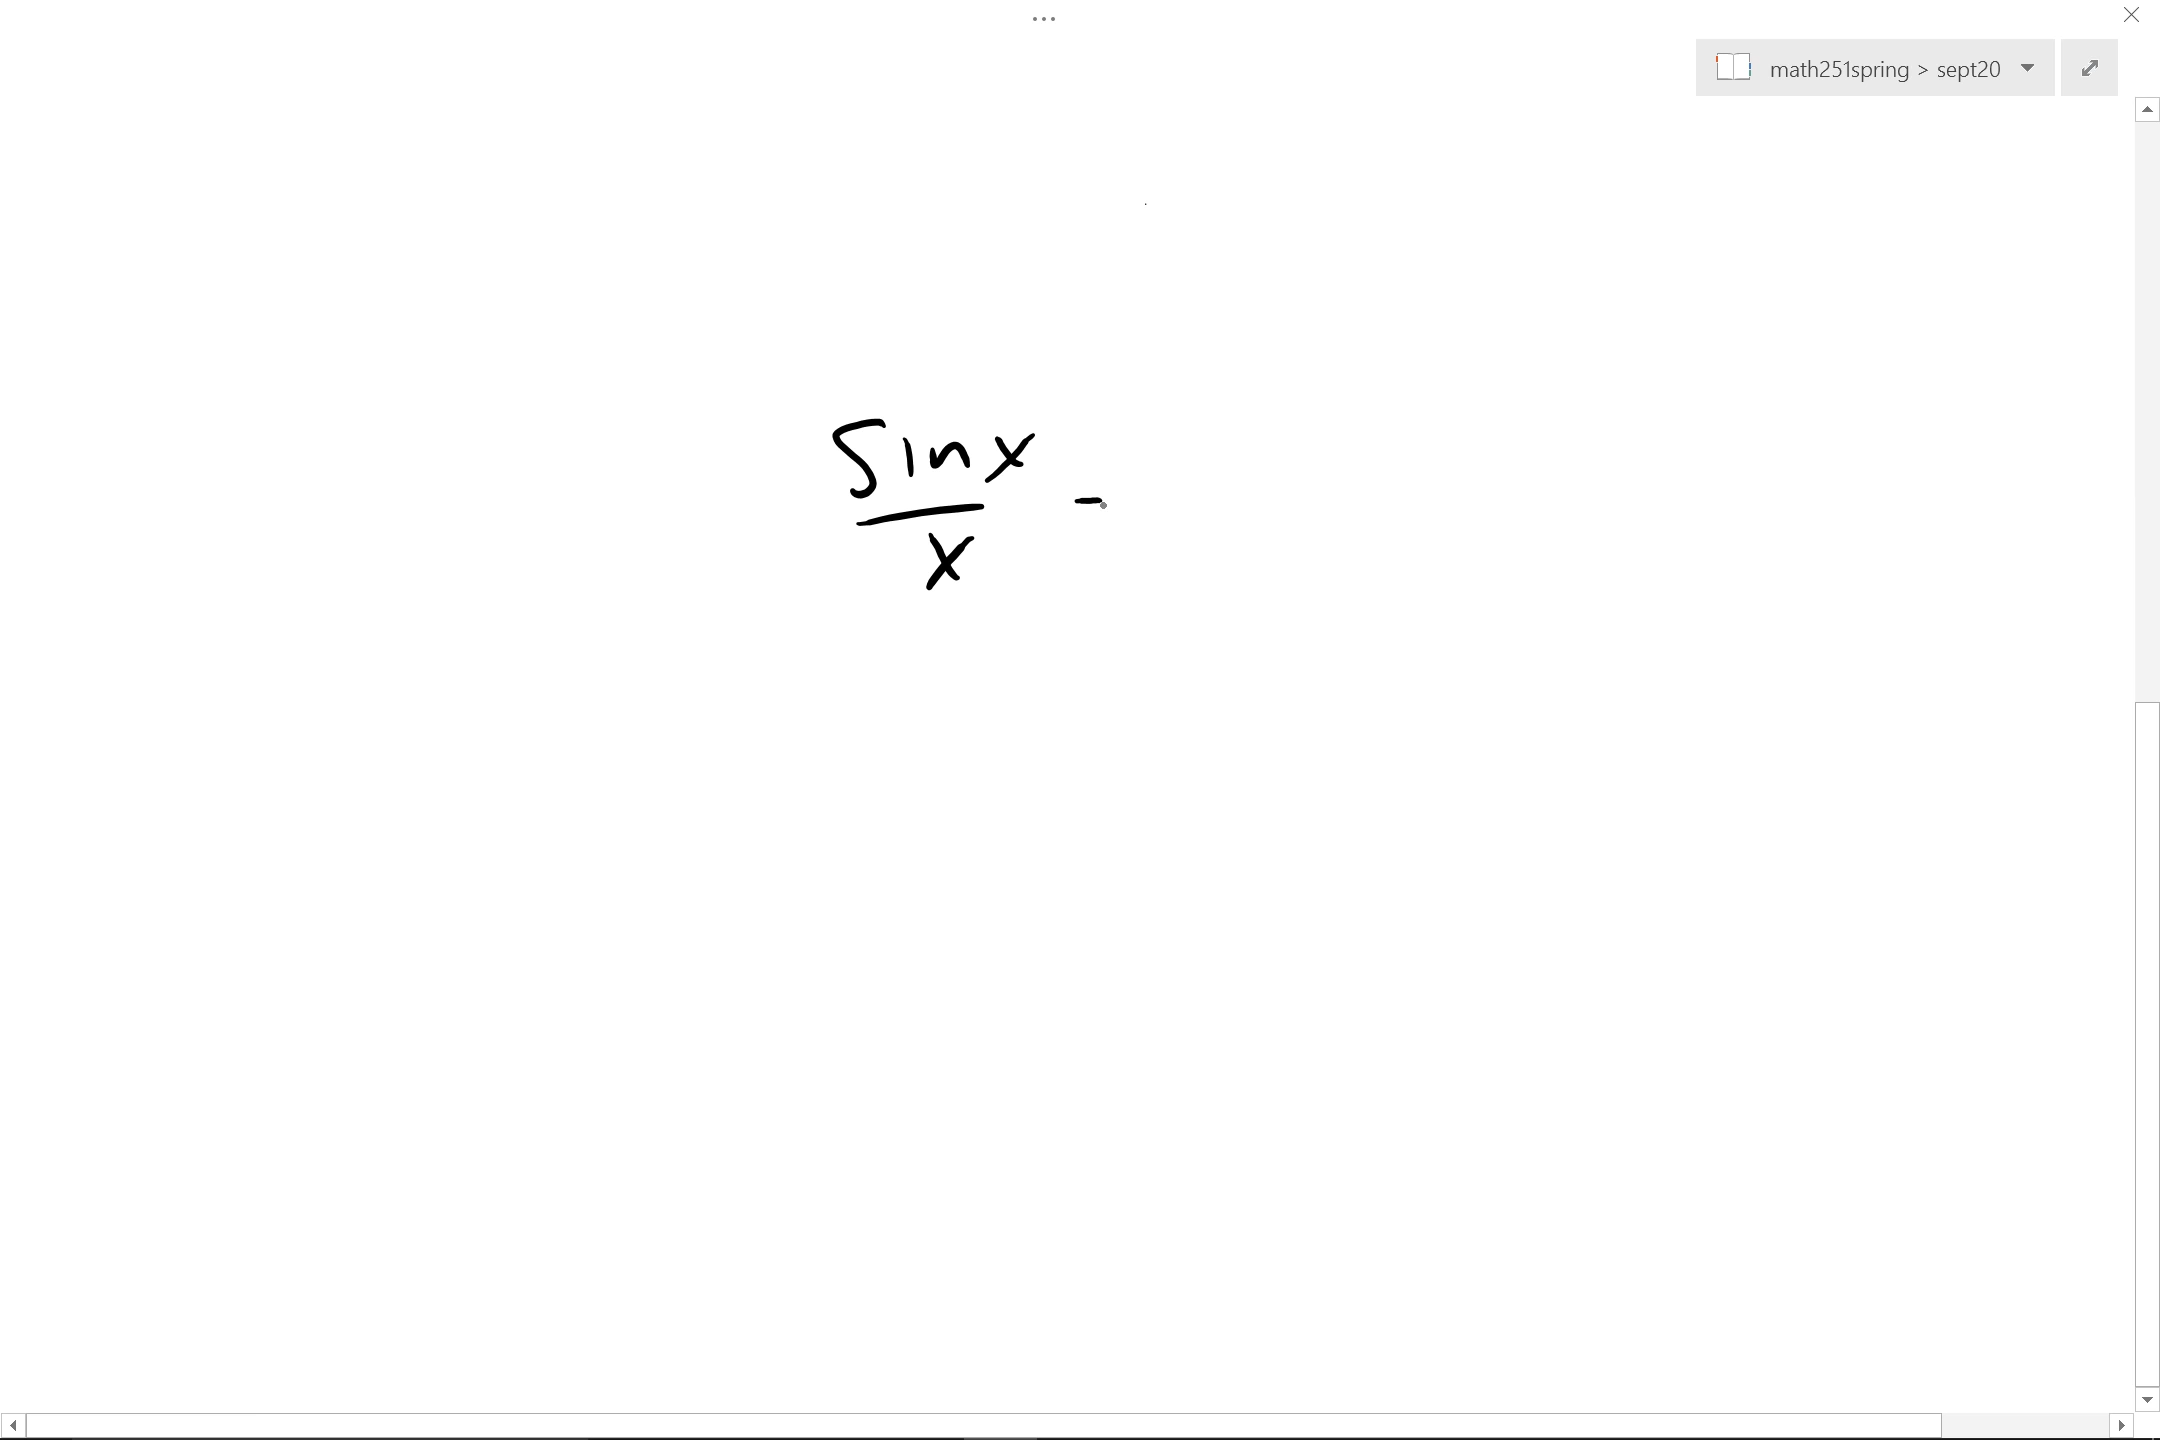 ...
math251spring > sept20
sin x
x
-